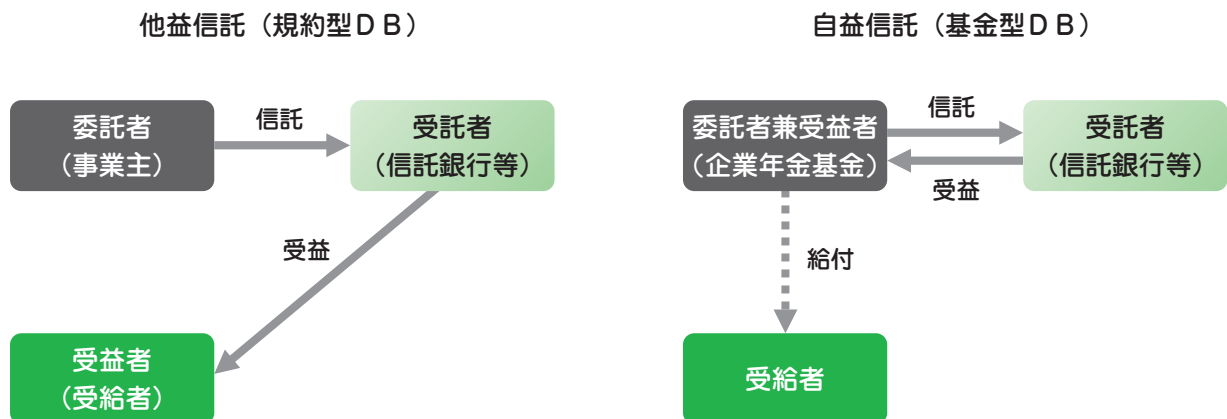 他益信託（規約型ＤＢ）
委託者
（事業主）
信託
受託者
（信託銀行等）
受益
受益者
（受給者）
自益信託（基金型ＤＢ）
委託者兼受益者
（企業年金基金）
信託
受益
受託者
（信託銀行等）
給付
受給者